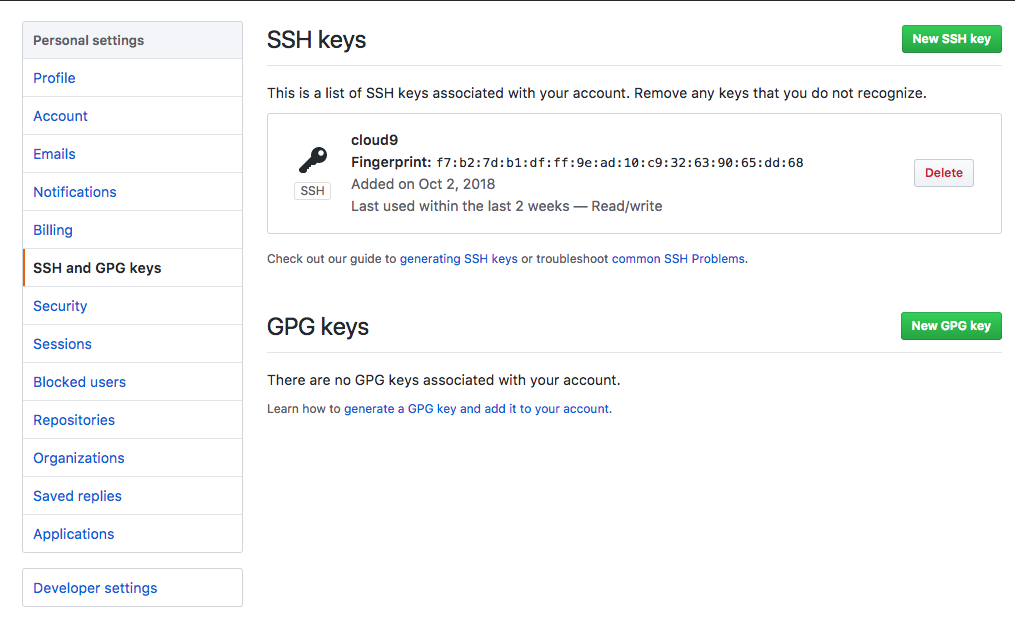 Personal settings
Profile
Account
Emails
Notifications
Billing
SSH and GPG keys
Security
Sessions
Blocked users
Repositories
Organizations
Saved replies
Applications
Developer settings
SSH keys
New SSH key
This is a list of SSH keys associated with your account. Remove any keys that you do not recognize.
SSH
cloud9
Fingerprint: f7:b2:7d:b1:df:ff:9e:ad:10:c9:32:63:90:65:dd:68
Added on Oct 2, 2018
Last used within the last 2 weeks — Read/write
Delete
Check out our guide to generating SSH keys or troubleshoot common SSH Problems.
GPG keys
New GPG key
There are no GPG keys associated with your account.
Learn how to generate a GPG key and add it to your account.